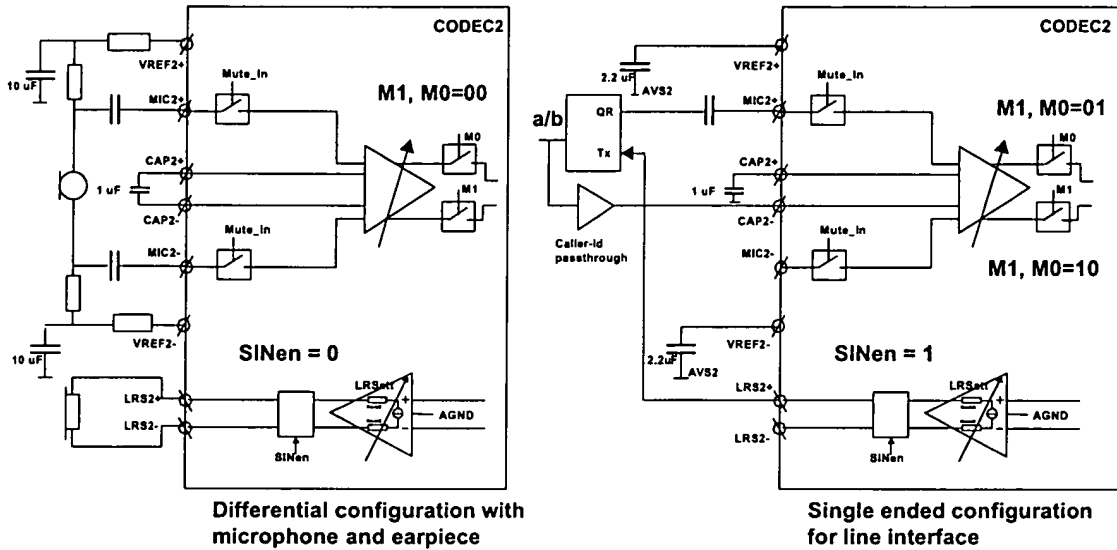 CODEC2
VREF2+
10 uF
Mute_In
MIC2+
M1, M0=00
M0
CAP2+
1 uF
M1
CAP2-
Mute_In
MIC2-
10 uF
VREF2-
SINen = 0
LRS2+
LRSatt
AGND
LRS2-
SINen
Differential configuration with
microphone and earpiece
CODEC2
VREF2+
2.2 uF
AVS2
Mute_In
MIC2+
M1, M0=01
a/b
QR
M0
Tx
CAP2+
1 uF
M1
CAP2-
Caller-id
passthrough
Mute_In
MIC2-
M1, M0=10
VREF2-
2.2uF
AVS2
SINen = 1
LRS2+
LRSatt
AGND
LRS2-
SINen
Single ended configuration
for line interface